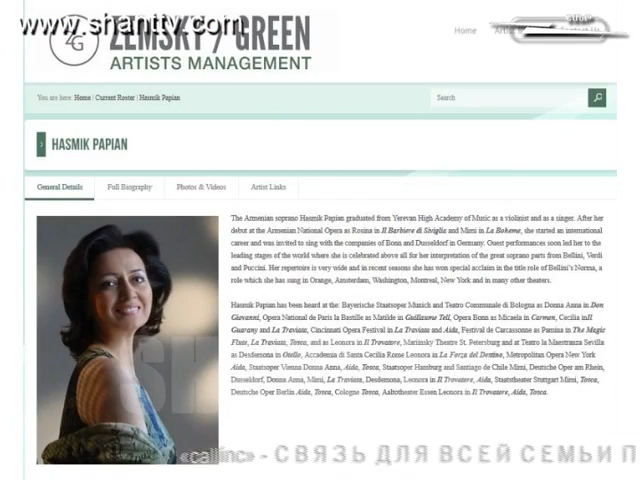 www.shanttv.com
ZEMSKY / GREEN
ZG
ARTISTS MANAGEMENT
Home
You are here: Home | Current Roster | Hasmik Papian
Search
HASMIK PAPIAN
General Details Full Biography Photos & Videos Artist Links
The Armenian soprano Hasmik Papian graduated from Yerevan High Academy of Music as a violinist and as a singer. After her
debut at the Armenian National Opera as Rosina in Il Barbiere di Siviglia and Mimi in La Boheme, she started an international
career and was invited to sing with the companies of Bonn and Dusseldorf in Germany. Guest performances soon led her to the
leading stages of the world where she is celebrated above all for her interpretation of the great soprano parts from Bellini, Verdi
and Puccini. Her repertoire is very wide and in recent seasons she has won special acclaim in the title role of Bellini's Norma, a
role which she has sung in Orange, Amsterdam, Washington, Montreal, New York and in many other theaters.
Hasmik Papian has been heard at the: Bayerische Staatsoper Munich and Teatro Communale di Bologna as Donna Anna in Don
Giovanni, Opera National de Paris la Bastille as Matilde in Guillaume Tell, Opera Bonn as Micaela in Carmen, Cecilia inIl
Guarany and La Traviata, Cincinnati Opera Festival in La Traviata and Aida, Festival de Carcassonne as Pamina in The Magic
Flute, La Traviata, Tosca, and as Leonora in Il Trovatore, Mariinsky Theatre St. Petersburg and at Teatro la Maestranza Sevilla
as Desdemona in Otello, Accademia di Santa Cecilia Rome Leonora in La Força del Destino, Metropolitan Opera New York
Aida, Staatsoper Vienna Donna Anna, Aida, Tosca, Staatsoper Hamburg and Santiago de Chile Mimi, Deutsche Oper am Rhein,
Dusseldorf, Donna Anna, Mimi, La Traviata, Desdemona, Leonora in Il Trovatore, Aida, Staatstheater Stuttgart Mimi, Tosca,
Deutsche Oper Berlin Aida, Tosca, Cologne Tosca, Aaltotheater Essen Leonora in Il Trovatore, Aida, Tosca.
SH
«callinc» - СВЯЗЬ ДЛЯ ВСЕЙ СЕМЬИ П